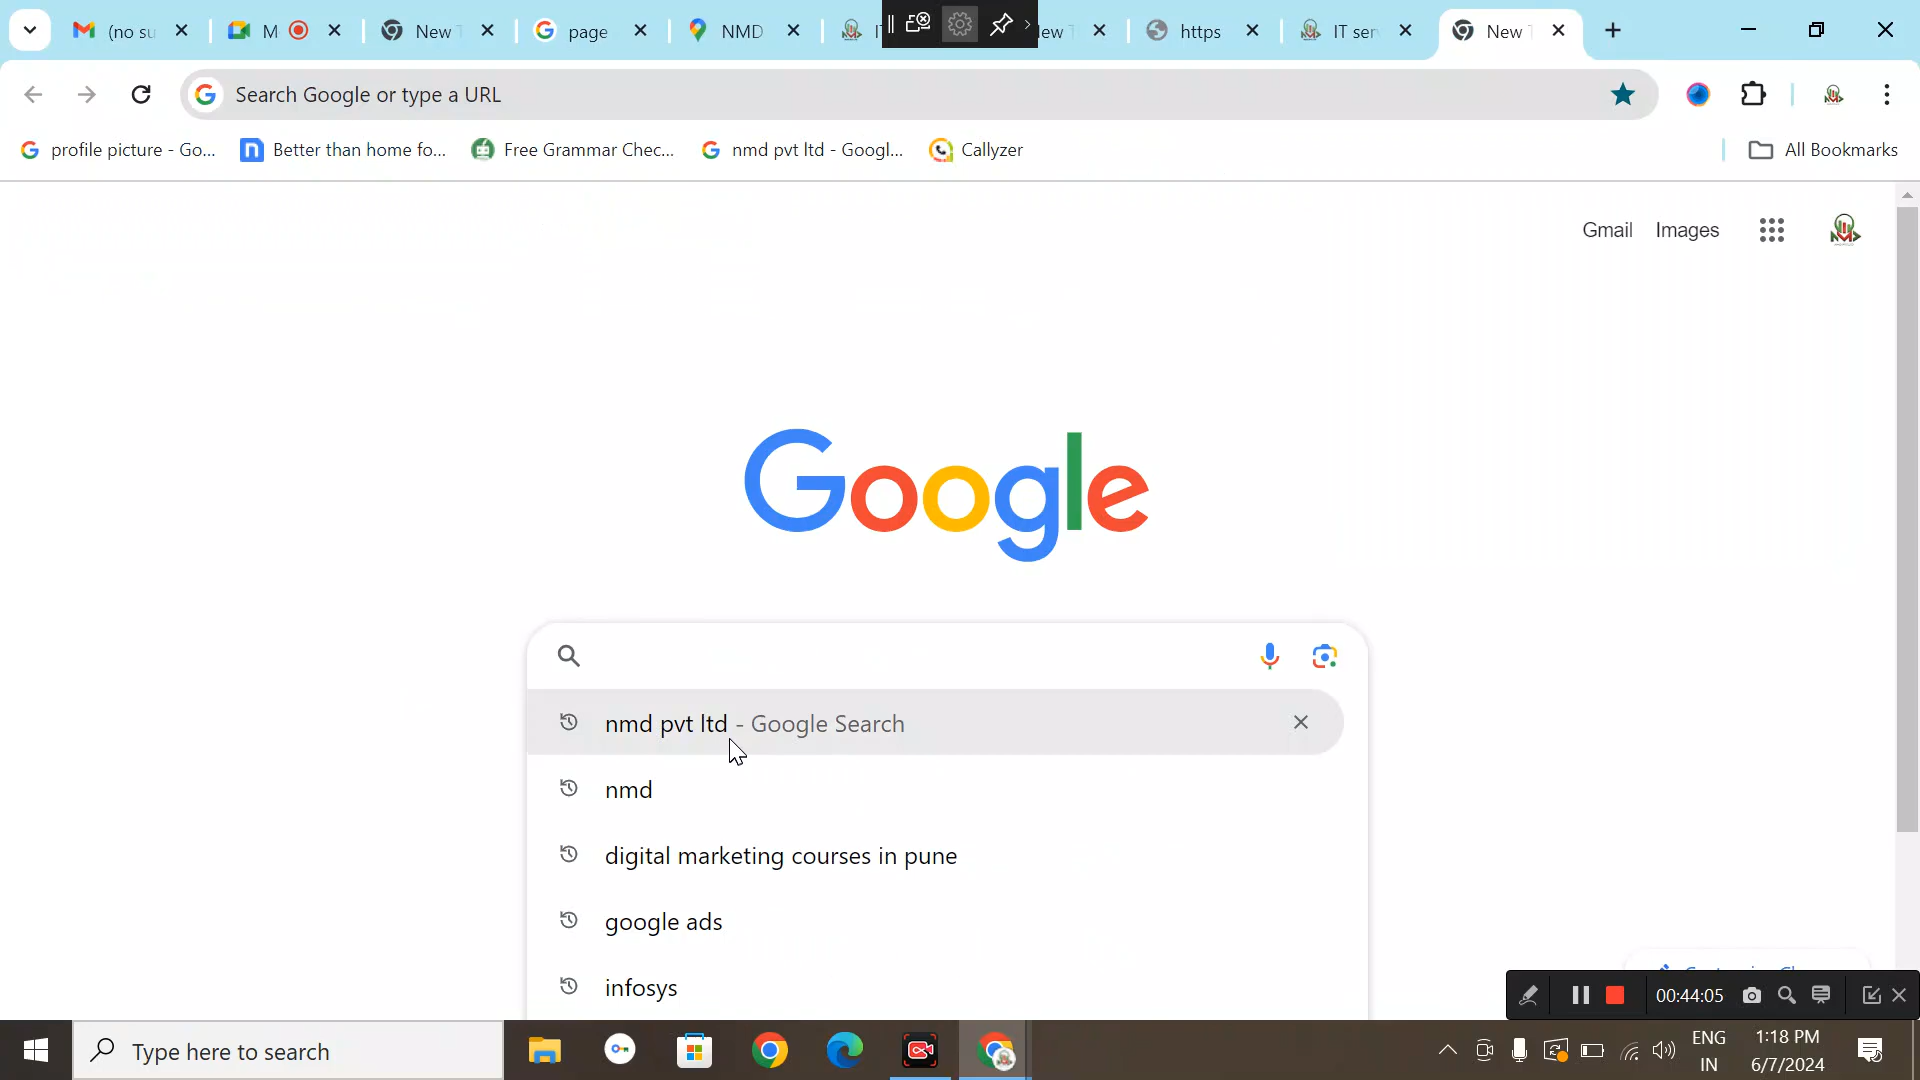 (no su
M
New T
page
NMD
IT
New T
https
IT ser
New T
Search Google or type a URL
profile picture - Go...
Better than home fo...
Free Grammar Chec...
nmd pvt ltd - Googl...
Callyzer
All Bookmarks
Gmail
Images
Google
nmd pvt ltd - Google Search
nmd
digital marketing courses in pune
google ads
infosys
00:44:05
Type here to search
ENG
IN
1:18 PM
6/7/2024